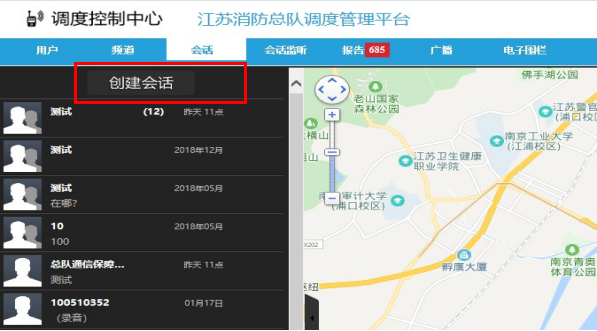 调度控制中心 江苏消防总队调度管理平台
用户 频道 会话 会话监听 报告 685 广播 电子围栏
创建会话
测试 (12) 昨天 11点
测试 2018年12月
测试 2018年05月
在哪?
10 2018年05月
100
总队通信保障... 昨天 11点
测试
100510352 01月17日
(录音)
佛手湖公园
老山国家
森林公园
江苏警官
(浦口校区
横山
南京工业大学
(江浦校区)
江苏卫生健康
职业学院
审计大学
(浦口校区)
X202
孵鹰大厦
南京青奥
体育公园
枢纽